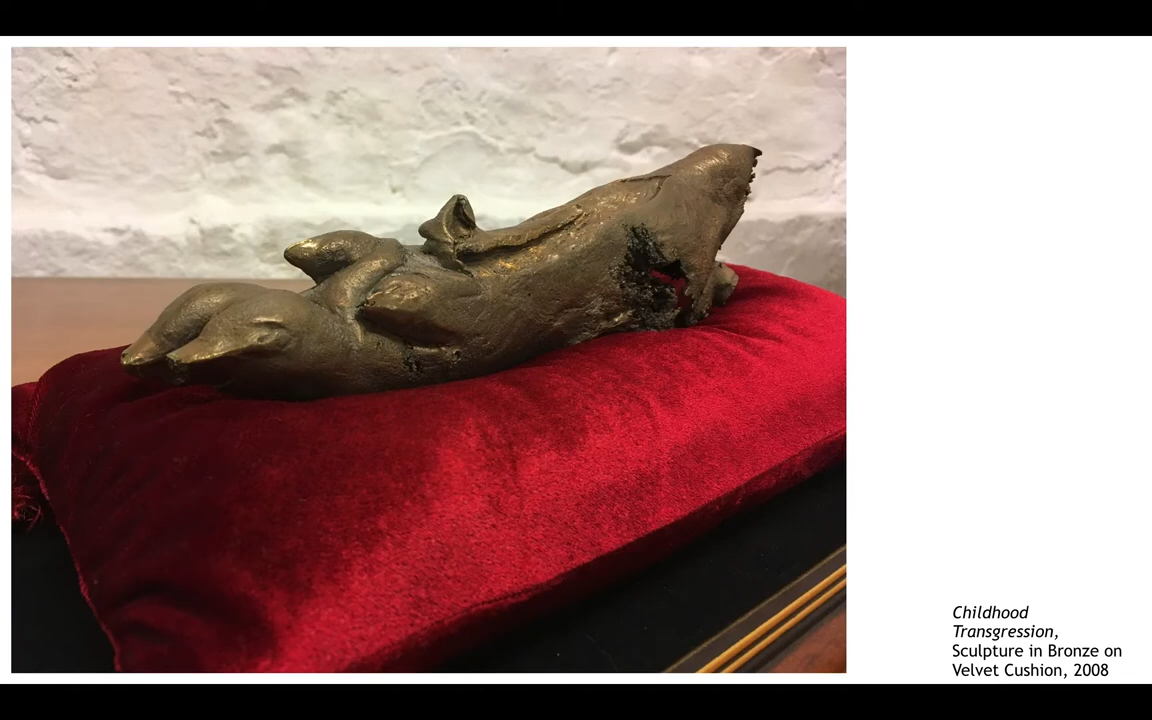 Childhood
Transgression,
Sculpture in Bronze on
Velvet Cushion, 2008